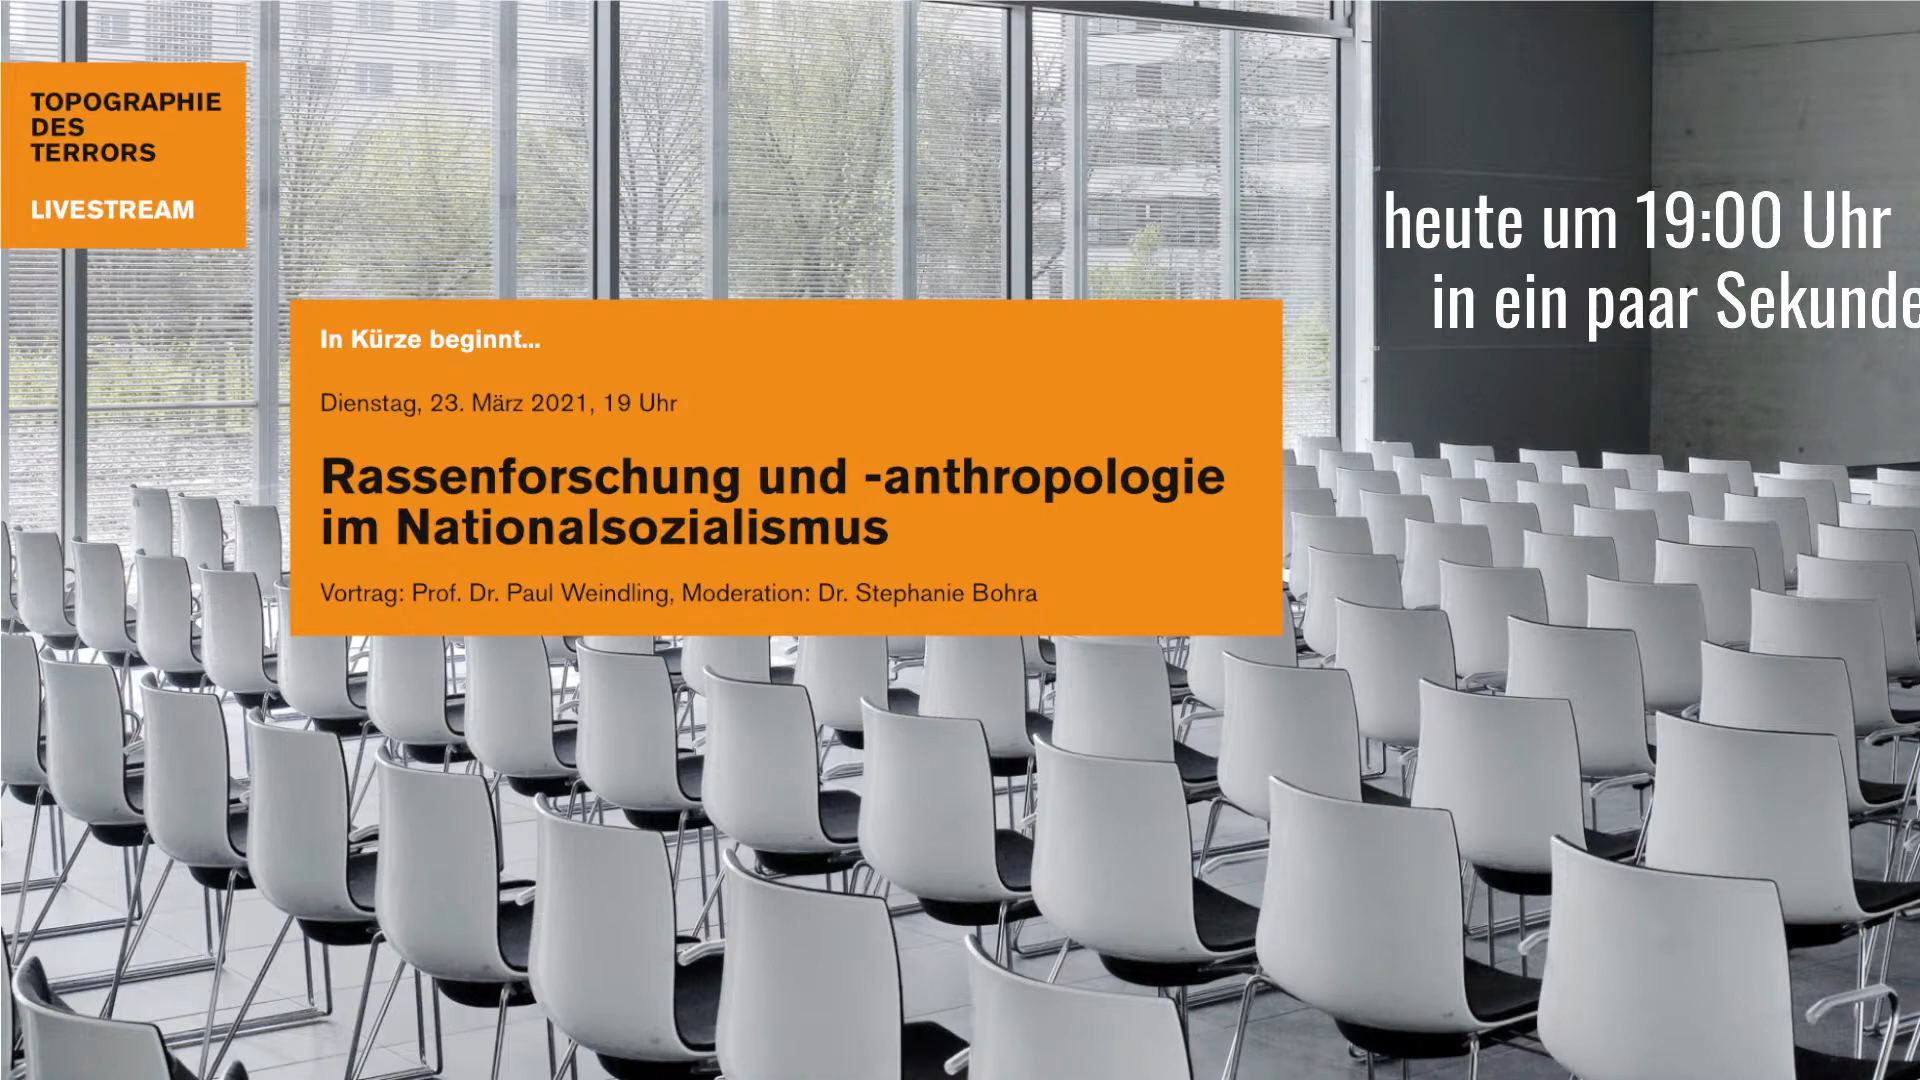 TOPOGRAPHIE
DES
TERRORS
LIVESTREAM
heute um 19:00 Uhr
in ein paar Sekunde
In Kürze beginnt...
Dienstag, 23. März 2021, 19 Uhr
Rassenforschung und -anthropologie
im Nationalsozialismus
Vortrag: Prof. Dr. Paul Weindling, Moderation: Dr. Stephanie Bohra